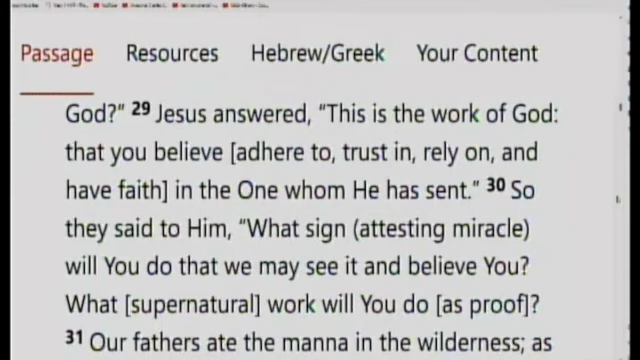 Passage Resources Hebrew/Greek Your Content
God?” 29 Jesus answered, “This is the work of God:
that you believe [adhere to, trust in, rely on, and
have faith] in the One whom He has sent.” 30 So
they said to Him, “What sign (attesting miracle)
will You do that we may see it and believe You?
What [supernatural] work will You do [as proof]?
31 Our fathers ate the manna in the wilderness; as